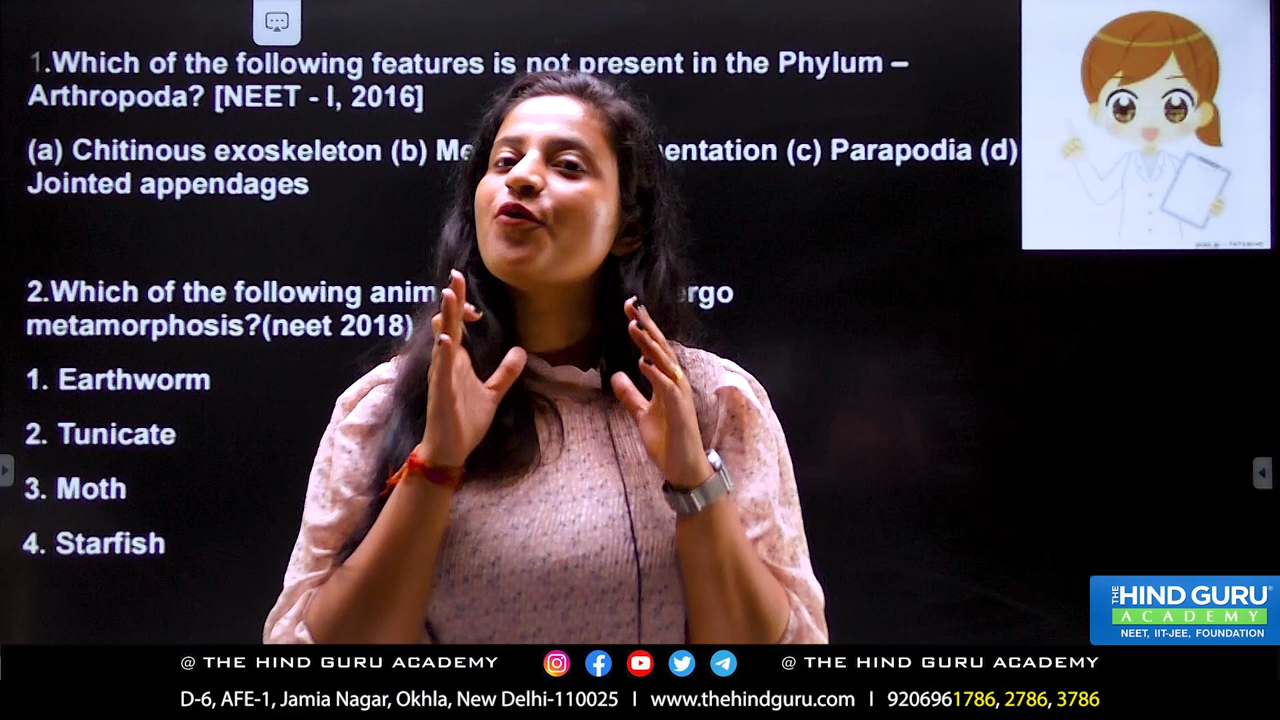 1.Which of the following features is not present in the Phylum –
Arthropoda? [NEET - I, 2016]
(a) Chitinous exoskeleton (b) Me entation (c) Parapodia (d)
Jointed appendages
2.Which of the following anim ergo
metamorphosis?(neet 2018)
1. Earthworm
2. Tunicate
3. Moth
4. Starfish
THE HIND GURU
ACADEMY
NEET, IIT-JEE, FOUNDATION
@ THE HIND GURU ACADEMY @ THE HIND GURU ACADEMY
D-6, AFE-1, Jamia Nagar, Okhla, New Delhi-110025 I www.thehindguru.com I 9206961786, 2786, 3786